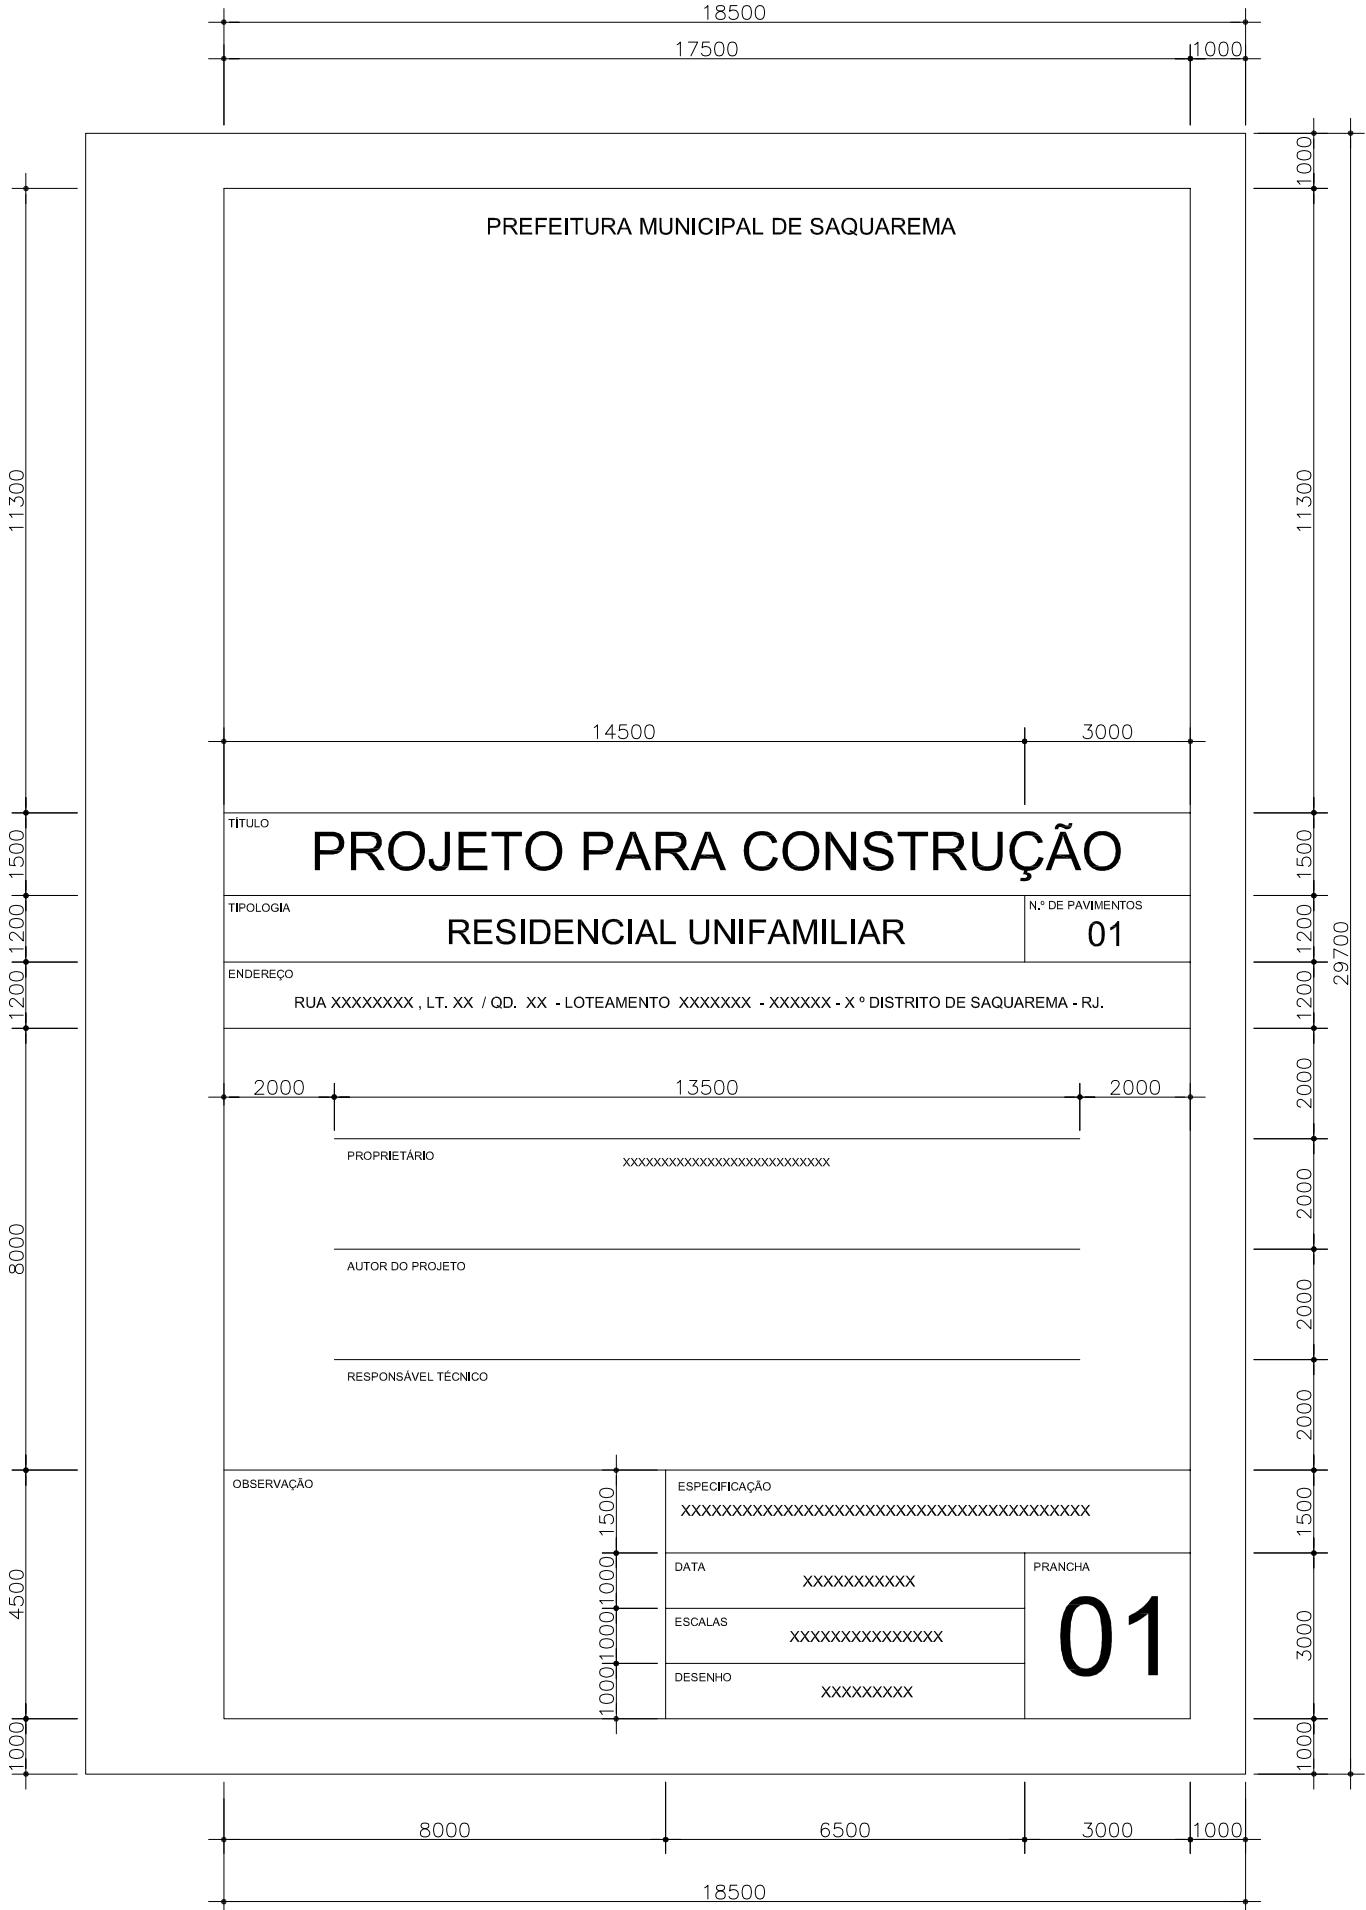 18500
17500
1000
1000
PREFEITURA MUNICIPAL DE SAQUAREMA
11300
11300
14500
3000
TÍTULO
PROJETO PARA CONSTRUÇÃO
1500
1500
TIPOLOGIA
RESIDENCIAL UNIFAMILIAR
N.º DE PAVIMENTOS
01
1200
1200
29700
ENDEREÇO
RUA XXXXXXXX , LT. XX / QD. XX - LOTEAMENTO XXXXXXX - XXXXXX - X º DISTRITO DE SAQUAREMA - RJ.
1200
1200
2000
13500
2000
2000
PROPRIETÁRIO
XXXXXXXXXXXXXXXXXXXXXXXXXXX
2000
8000
AUTOR DO PROJETO
2000
RESPONSÁVEL TÉCNICO
2000
OBSERVAÇÃO
1500
ESPECIFICAÇÃO
XXXXXXXXXXXXXXXXXXXXXXXXXXXXXXXXXXXXXXXX
1500
4500
1000
DATA
XXXXXXXXXXX
PRANCHA
01
1000
ESCALAS
XXXXXXXXXXXXXXX
3000
1000
DESENHO
XXXXXXXXX
1000
1000
8000
6500
3000
1000
18500